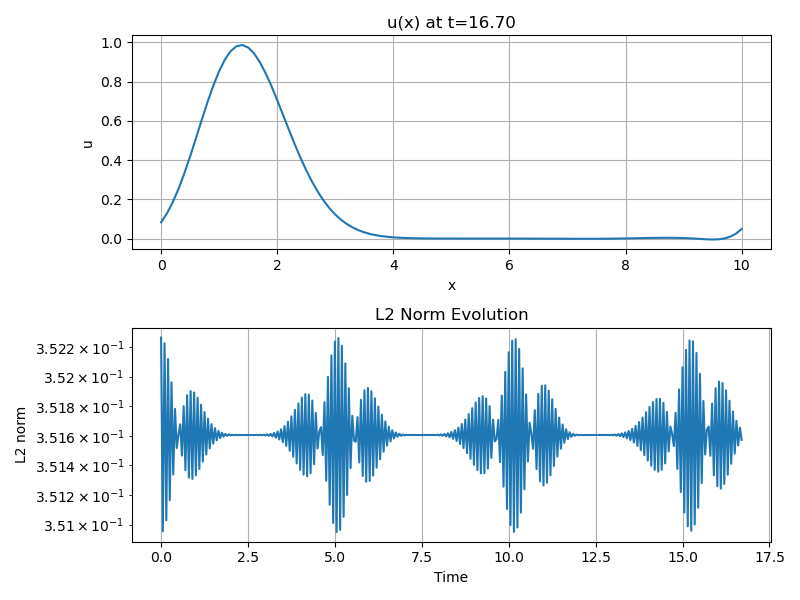 u(x) at t=16.70
1.0
0.8
0.6
0.4
0.2
0.0
u
0 2 4 6 8 10
x
L2 Norm Evolution
3.522 × 10⁻¹
3.52 × 10⁻¹
3.518 × 10⁻¹
3.516 × 10⁻¹
3.514 × 10⁻¹
3.512 × 10⁻¹
3.51 × 10⁻¹
L2 norm
0.0 2.5 5.0 7.5 10.0 12.5 15.0 17.5
Time